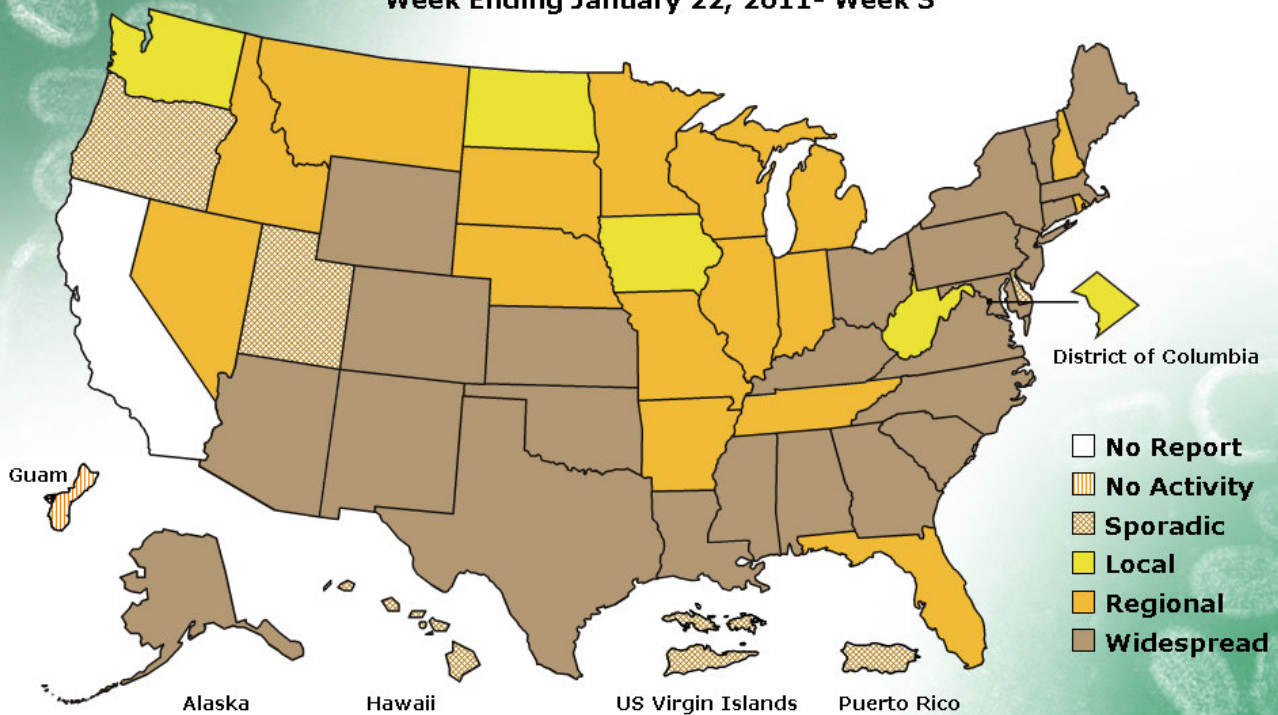 Week Ending January 22, 2011- Week 3
District of Columbia
No Report
Guam
No Activity
Sporadic
Local
Regional
Widespread
Alaska
Hawaii
US Virgin Islands
Puerto Rico